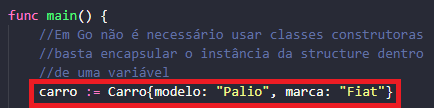 func main() {
//Em Go não é necessário usar classes construtoras
//basta encapsular o instância da structure dentro
//de uma variável
carro := Carro{modelo: "Palio", marca: "Fiat"}